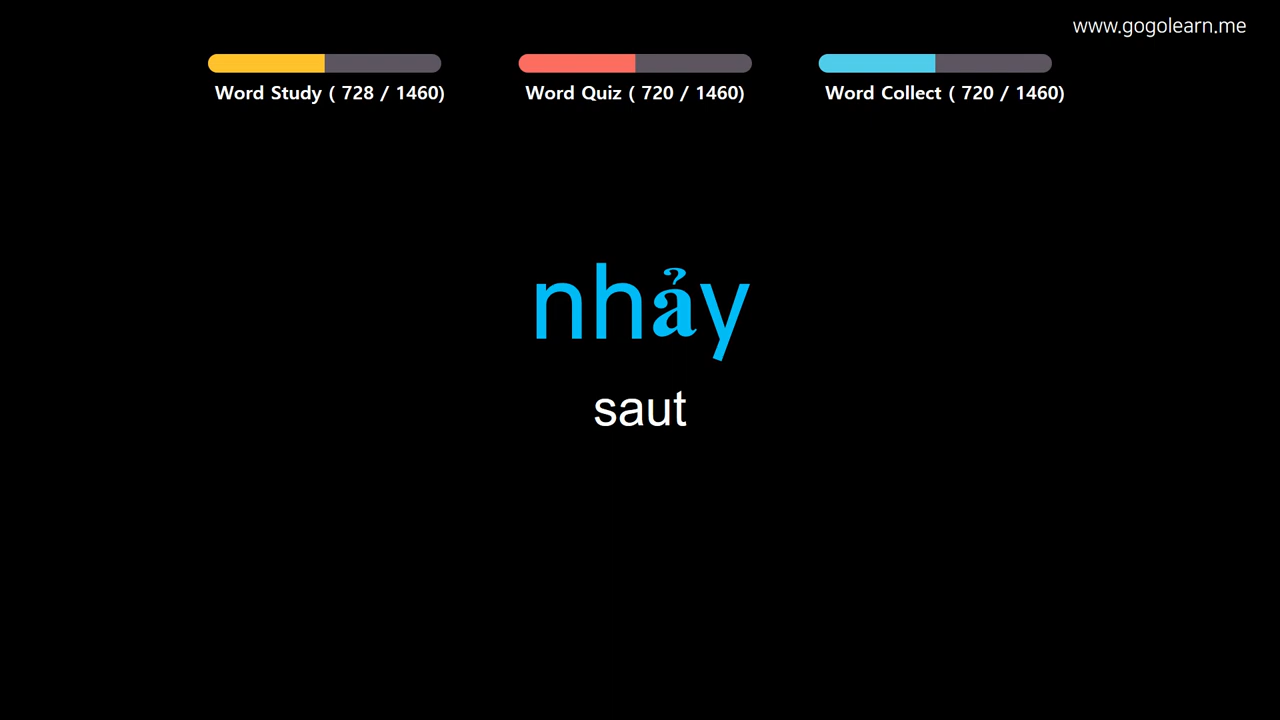 www.gogolearn.me
Word Study ( 728 / 1460)
Word Quiz ( 720 / 1460)
Word Collect ( 720 / 1460)
nhảy
saut